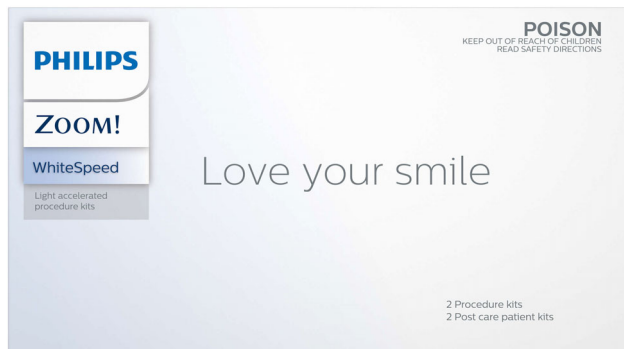 PHILIPS
ZOOM!
WhiteSpeed
Light accelerated
procedure kits
POISON
KEEP OUT OF REACH OF CHILDREN
READ SAFETY DIRECTIONS
Love your smile
2 Procedure kits
2 Post care patient kits